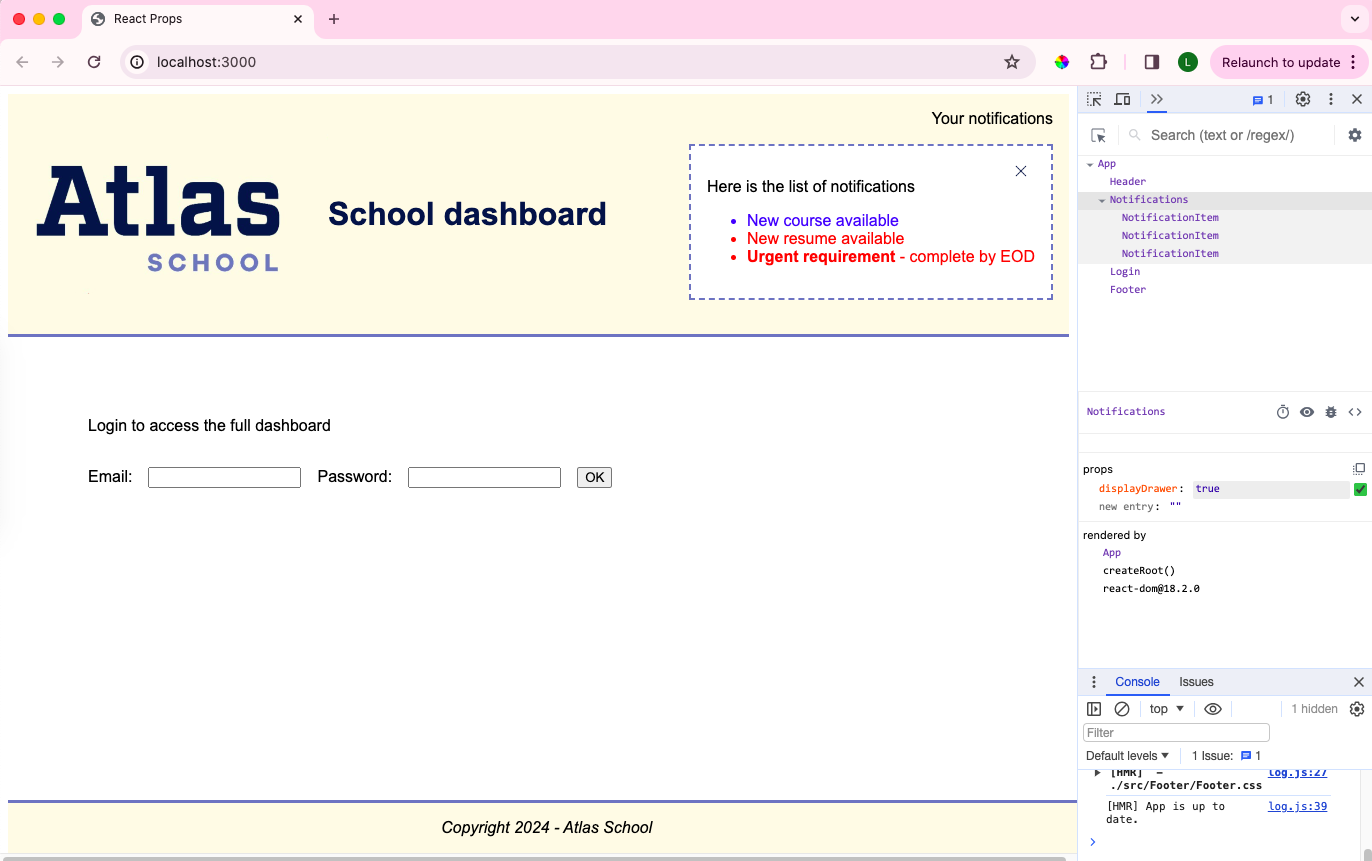 React Props
localhost:3000
L
Relaunch to update
Your notifications
Atlas
SCHOOL
School dashboard
Here is the list of notifications
New course available
New resume available
Urgent requirement - complete by EOD
Login to access the full dashboard
Email:
Password:
OK
Copyright 2024 - Atlas School
1
Search (text or /regex/)
App
Header
Notifications
NotificationItem
NotificationItem
NotificationItem
Login
Footer
Notifications
props
displayDrawer: true
new entry: ""
rendered by
App
createRoot()
react-dom@18.2.0
Console Issues
top 1 hidden
Filter
Default levels 1 Issue: 1
[HMR] - log.js:27
./src/Footer/Footer.css
[HMR] App is up to log.js:39
date.